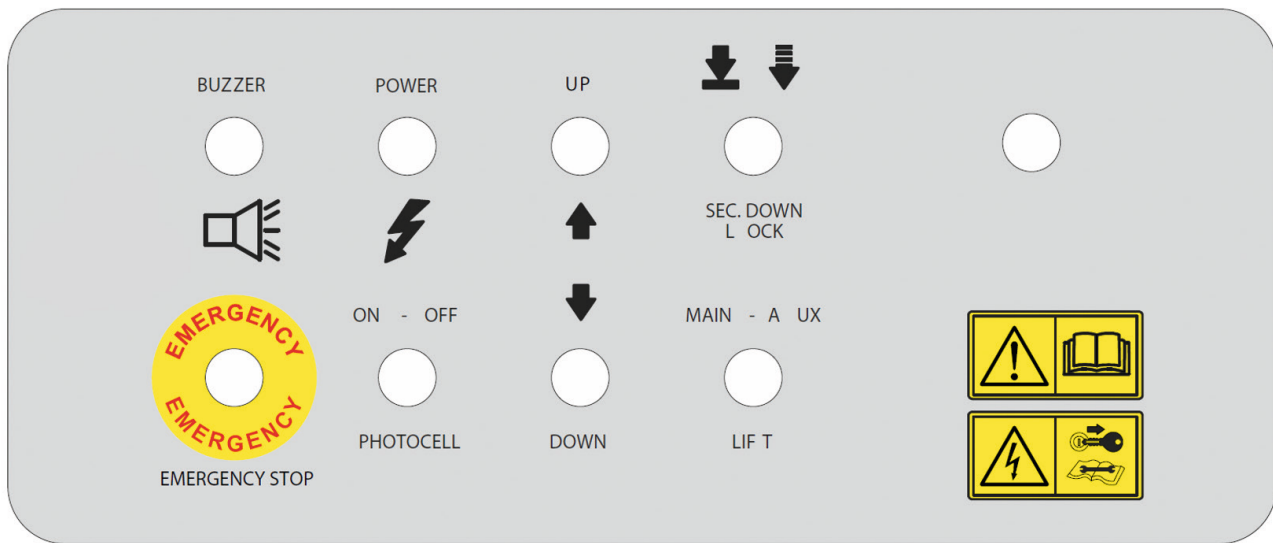 BUZZER
POWER
UP
SEC. DOWN
L OCK
ON - OFF
MAIN - A UX
EMERGENCY
EMERGENCY
PHOTOCELL
DOWN
LIF T
EMERGENCY STOP